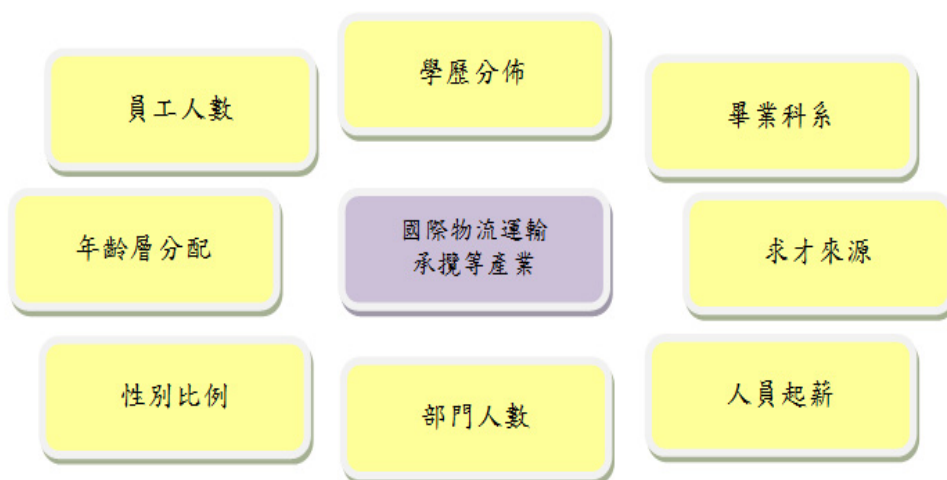 學歷分佈
員工人數
畢業科系
年齡層分配
國際物流運輸
承攬等產業
求才來源
性別比例
部門人數
人員起薪